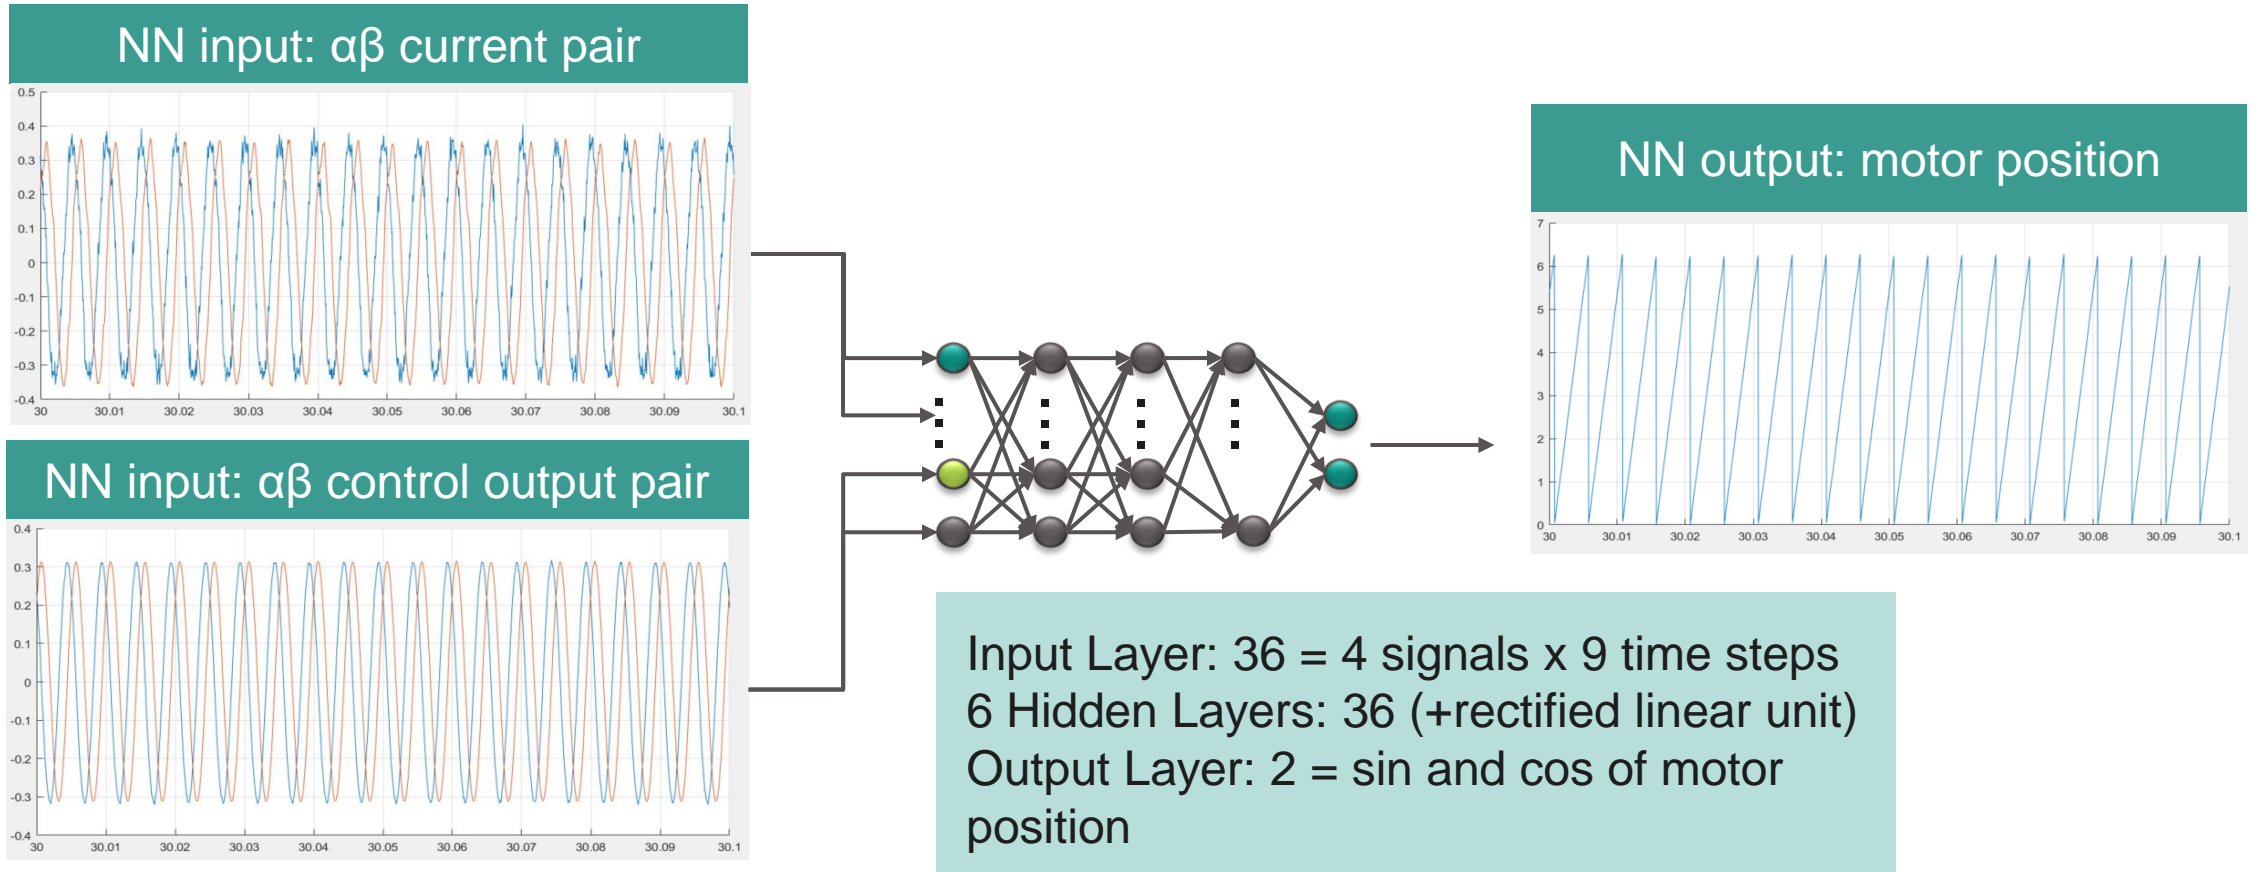 NN input: αβ current pair
0.5
0.4
0.3
0.2
0.1
0
-0.1
-0.2
-0.3
-0.4
30 30.01 30.02 30.03 30.04 30.05 30.06 30.07 30.08 30.09 30.1
NN input: αβ control output pair
0.4
0.3
0.2
0.1
0
-0.1
-0.2
-0.3
-0.4
30 30.01 30.02 30.03 30.04 30.05 30.06 30.07 30.08 30.09 30.1
NN output: motor position
7
6
5
4
3
2
1
0
30 30.01 30.02 30.03 30.04 30.05 30.06 30.07 30.08 30.09 30.1
Input Layer: 36 = 4 signals x 9 time steps
6 Hidden Layers: 36 (+rectified linear unit)
Output Layer: 2 = sin and cos of motor
position